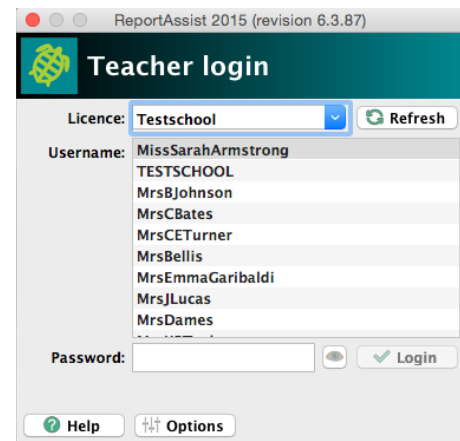 ReportAssist 2015 (revision 6.3.87)
Teacher login
Licence: Testschool Refresh
Username: MissSarahArmstrong
TESTSCHOOL
MrsBJohnson
MrsCBates
MrsCETurner
MrsBellis
MrsEmmaGaribaldi
MrsJLucas
MrsDames
Password: Login
Help Options